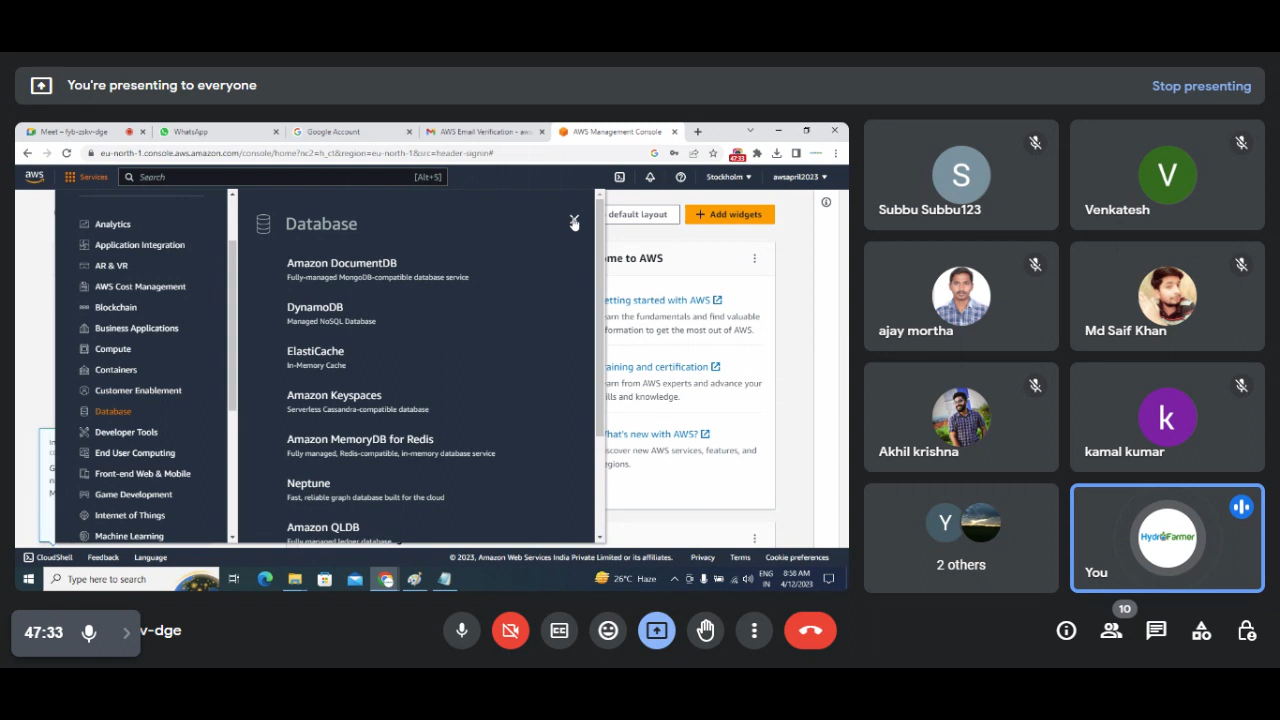 You're presenting to everyone
Stop presenting
Meet – fyb-zskv-dge
WhatsApp
Google Account
AWS Email Verification - aws
AWS Management Console
eu-north-1.console.aws.amazon.com/console/home?nc2=h_ct&region=eu-north-1&src=header-signin#
47:33
aws
Services
Search
[Alt+S]
Stockholm
awsapril2023
Analytics
Application Integration
AR & VR
AWS Cost Management
Blockchain
Business Applications
Compute
Containers
Customer Enablement
Database
Developer Tools
End User Computing
Front-end Web & Mobile
Game Development
Internet of Things
Machine Learning
Database
Amazon DocumentDB
Fully-managed MongoDB-compatible database service
DynamoDB
Managed NoSQL Database
ElastiCache
In-Memory Cache
Amazon Keyspaces
Serverless Cassandra-compatible database
Amazon MemoryDB for Redis
Fully managed, Redis-compatible, in-memory database service
Neptune
Fast, reliable graph database built for the cloud
Amazon QLDB
Fully managed ledger database
default layout
Add widgets
ome to AWS
etting started with AWS
arn the fundamentals and find valuable
formation to get the most out of AWS.
aining and certification
arn from AWS experts and advance your
ills and knowledge.
hat's new with AWS?
scover new AWS services, features, and
egions.
CloudShell
Feedback
Language
© 2023, Amazon Web Services India Private Limited or its affiliates.
Privacy
Terms
Cookie preferences
Type here to search
26°C Haze
ENG
IN
8:58 AM
4/12/2023
S
Subbu Subbu123
V
Venkatesh
ajay mortha
Md Saif Khan
Akhil krishna
k
kamal kumar
Y
2 others
HydroFarmer
You
47:33
v-dge
10